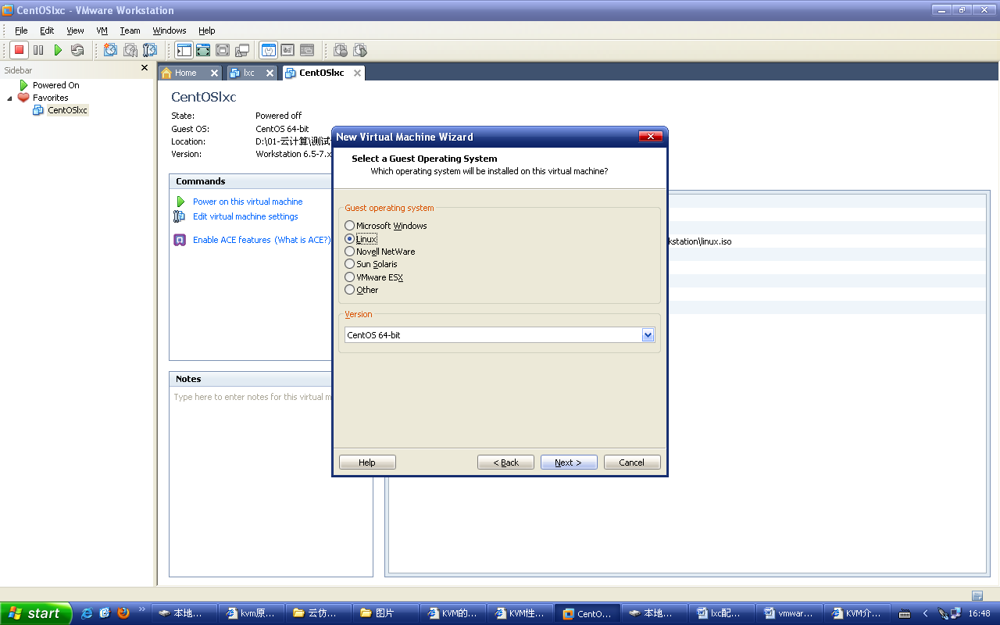 CentOSlxc - VMware Workstation
File Edit View VM Team Windows Help
Sidebar
Powered On
Favorites
CentOSlxc
Home lxc CentOSlxc
CentOSlxc
State: Powered off
Guest OS: CentOS 64-bit
Location: D:\01-云计算\测试
Version: Workstation 6.5-7.x
Commands
Power on this virtual machine
Edit virtual machine settings
Enable ACE features (What is ACE?)
Notes
Type here to enter notes for this virtual m
kstation\linux.iso
New Virtual Machine Wizard
Select a Guest Operating System
Which operating system will be installed on this virtual machine?
Guest operating system
Microsoft Windows
Linux
Novell NetWare
Sun Solaris
VMware ESX
Other
Version
CentOS 64-bit
Help < Back Next > Cancel
start 本地... kvm原... 云仿... 图片 KVM的... KVM性... CentO... 本地... lxc配... vmwar... KVM介... 16:48